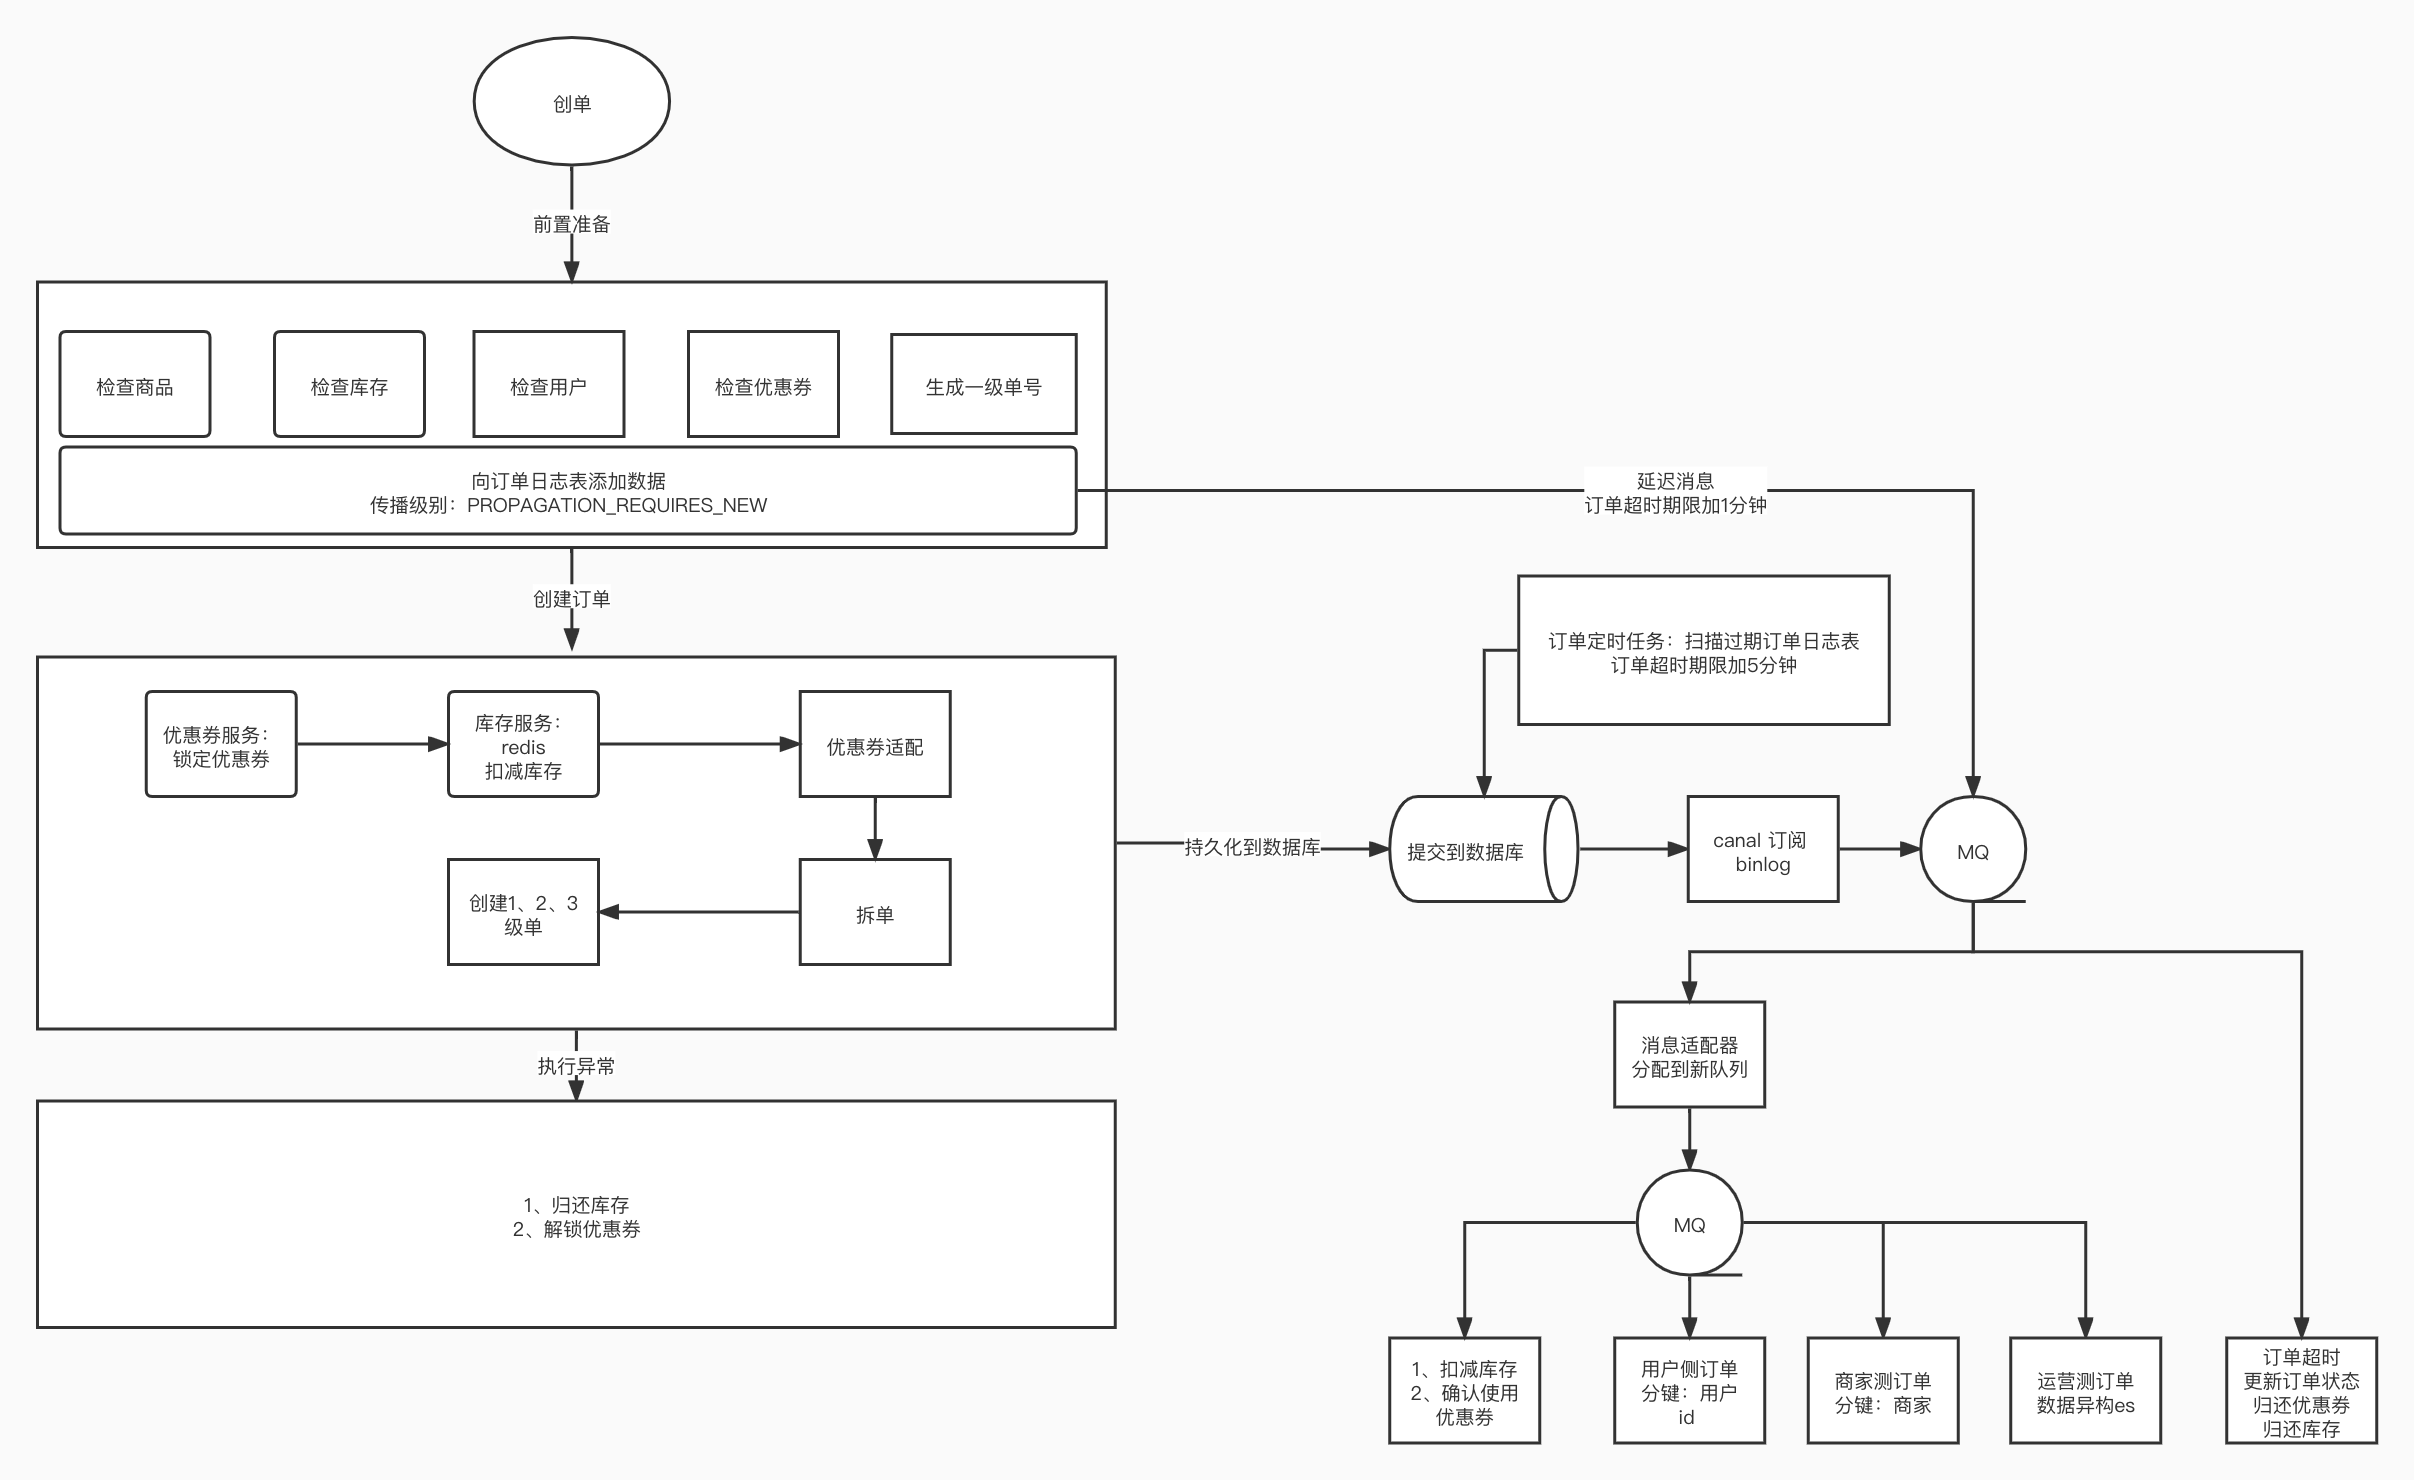 创单
前置准备
检查商品
检查库存
检查用户
检查优惠券
生成一级单号
向订单日志表添加数据
传播级别：PROPAGATION_REQUIRES_NEW
延迟消息
订单超时期限加1分钟
创建订单
订单定时任务：扫描过期订单日志表
订单超时期限加5分钟
优惠券服务：
锁定优惠券
库存服务：
redis
扣减库存
优惠券适配
拆单
创建1、2、3
级单
持久化到数据库
提交到数据库
canal 订阅
binlog
MQ
执行异常
1、归还库存
2、解锁优惠券
消息适配器
分配到新队列
MQ
1、扣减库存
2、确认使用
优惠券
用户侧订单
分键：用户
id
商家测订单
分键：商家
运营测订单
数据异构es
订单超时
更新订单状态
归还优惠券
归还库存